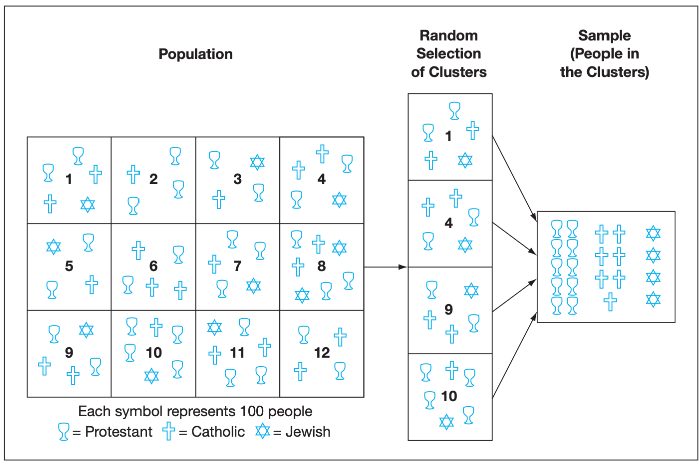 Population
Random
Selection
of Clusters
Sample
(People in
the Clusters)
1
2
3
4
5
6
7
8
9
10
11
12
1
4
9
10
Each symbol represents 100 people
= Protestant = Catholic = Jewish